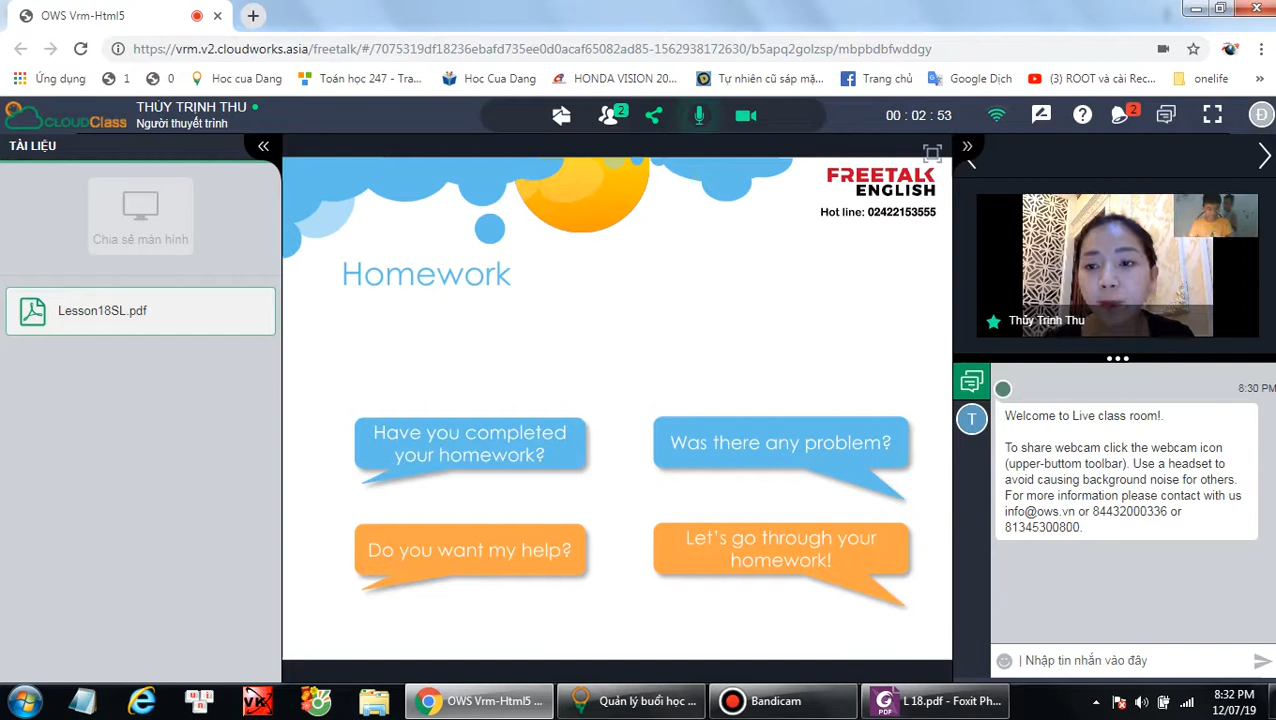 OWS Vrm-Html5
https://vrm.v2.cloudworks.asia/freetalk/#/7075319df18236ebafd735ee0d0acaf65082ad85-1562938172630/b5apq2golzsp/mbpbdbfwddgy
Ứng dụng
1
0
Hoc cua Dang
Toán học 247 - Tra...
Học Cua Dang
HONDA VISION 20...
Tự nhiên cũ sáp mặ...
Trang chủ
Google Dịch
(3) ROOT và cài Rec...
onelife
»
CLOUDClass
THỦY TRỊNH THU
Người thuyết trình
2
00 : 02 : 53
2
Đ
TÀI LIỆU
Chia sẻ màn hình
Lesson18SL.pdf
FREETALK
ENGLISH
Hot line: 02422153555
Homework
Have you completed
your homework?
Was there any problem?
Do you want my help?
Let's go through your
homework!
Thủy Trịnh Thu
8:30 PM
T
Welcome to Live class room!.
To share webcam click the webcam icon
(upper-buttom toolbar). Use a headset to
avoid causing background noise for others.
For more information please contact with us
info@ows.vn or 84432000336 or
81345300800.
Nhập tin nhắn vào đây
OWS Vrm-Html5 ...
Quản lý buổi học ...
Bandicam
L 18.pdf - Foxit Ph...
8:32 PM
12/07/19